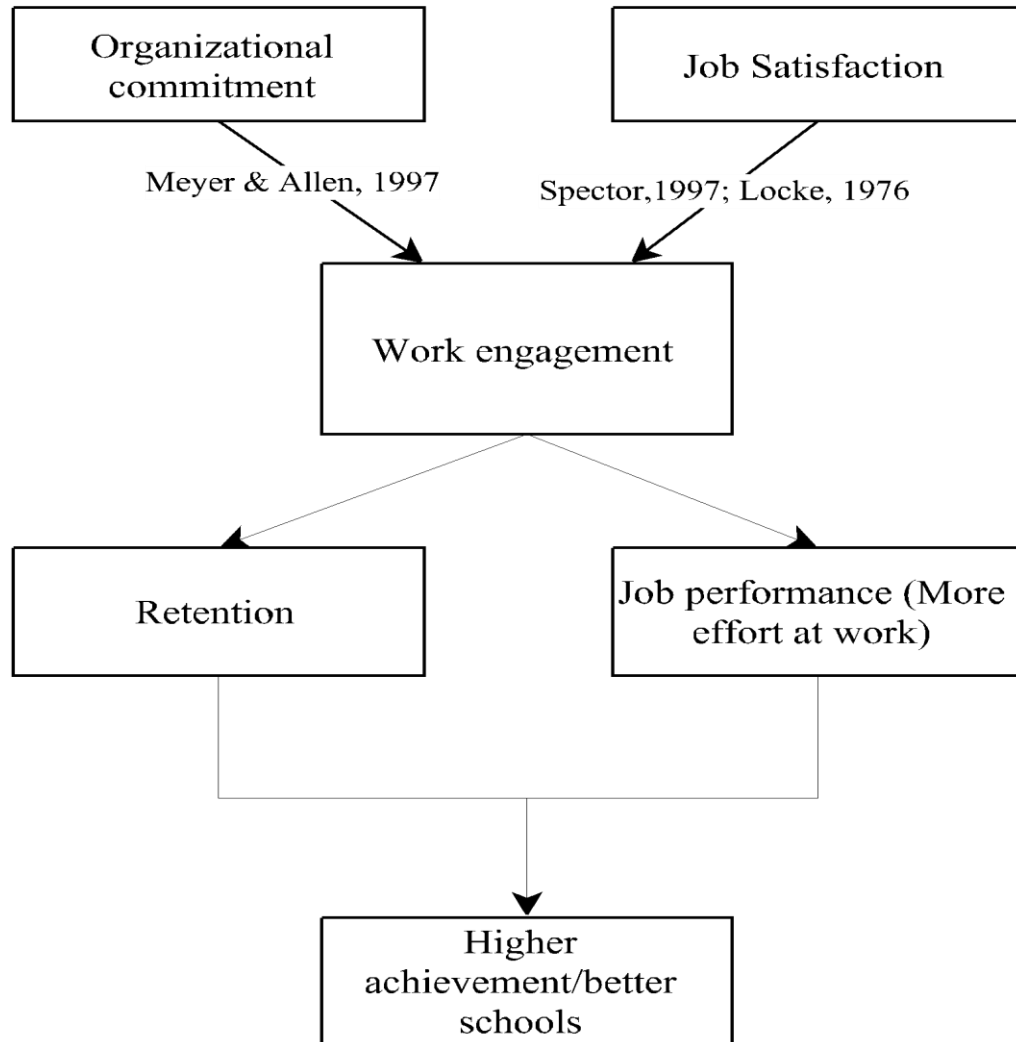 Organizational
commitment
Job Satisfaction
Meyer & Allen, 1997
Spector,1997; Locke, 1976
Work engagement
Retention
Job performance (More
effort at work)
Higher
achievement/better
schools